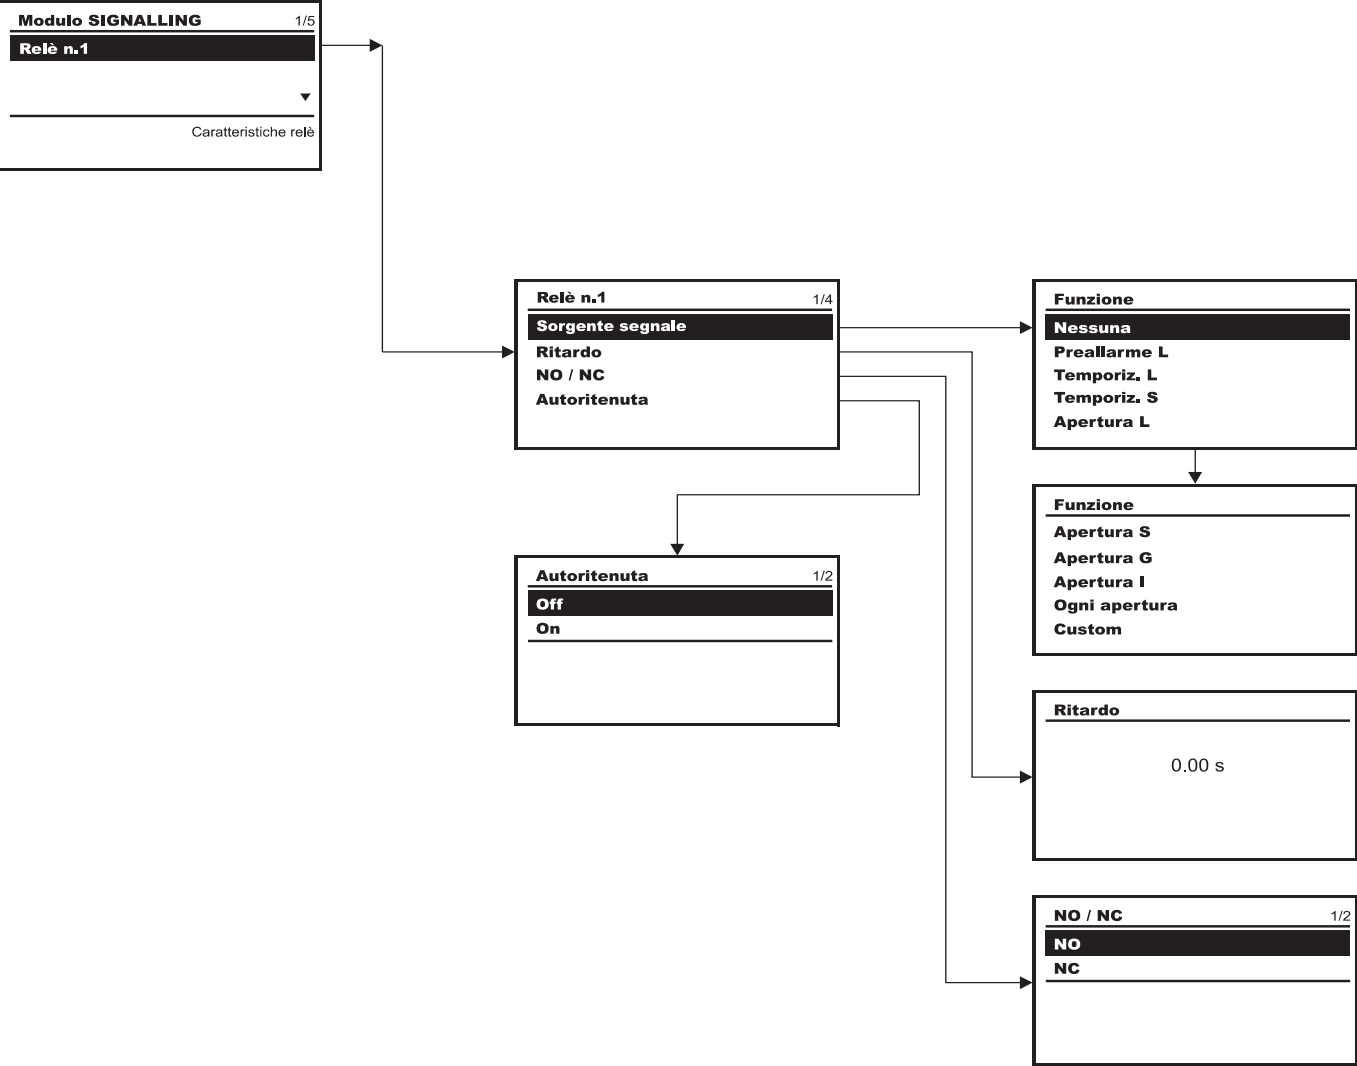 Modulo SIGNALLING 1/5
Relè n.1
Caratteristiche relè
Relè n.1 1/4
Sorgente segnale
Ritardo
NO / NC
Autoritenuta
Funzione
Nessuna
Preallarme L
Temporiz. L
Temporiz. S
Apertura L
Funzione
Apertura S
Apertura G
Apertura I
Ogni apertura
Custom
Autoritenuta 1/2
Off
On
Ritardo
0.00 s
NO / NC 1/2
NO
NC